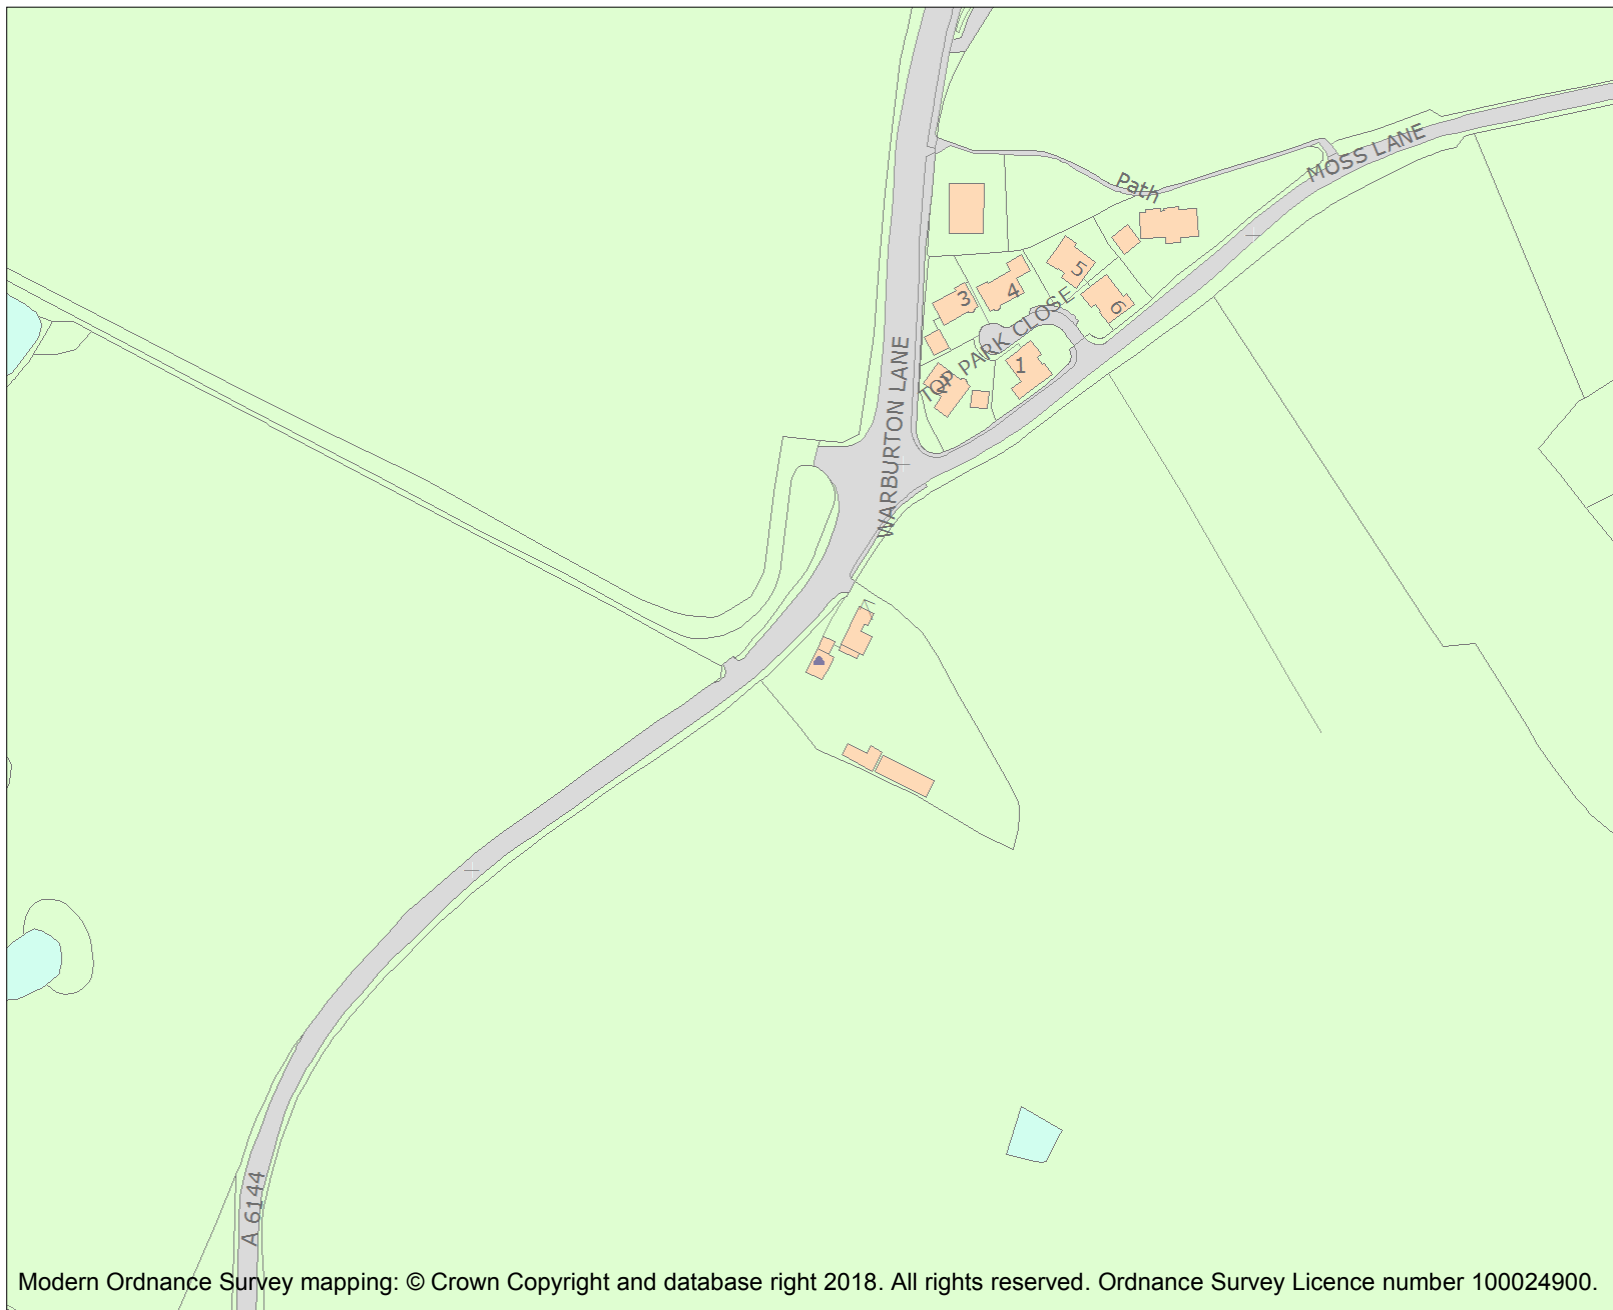 MOSS LANE
Path
5
4
3
6
TOP PARK CLOSE
1
2
WARBURTON LANE
A 6144
Modern Ordnance Survey mapping: © Crown Copyright and database right 2018. All rights reserved. Ordnance Survey Licence number 100024900.